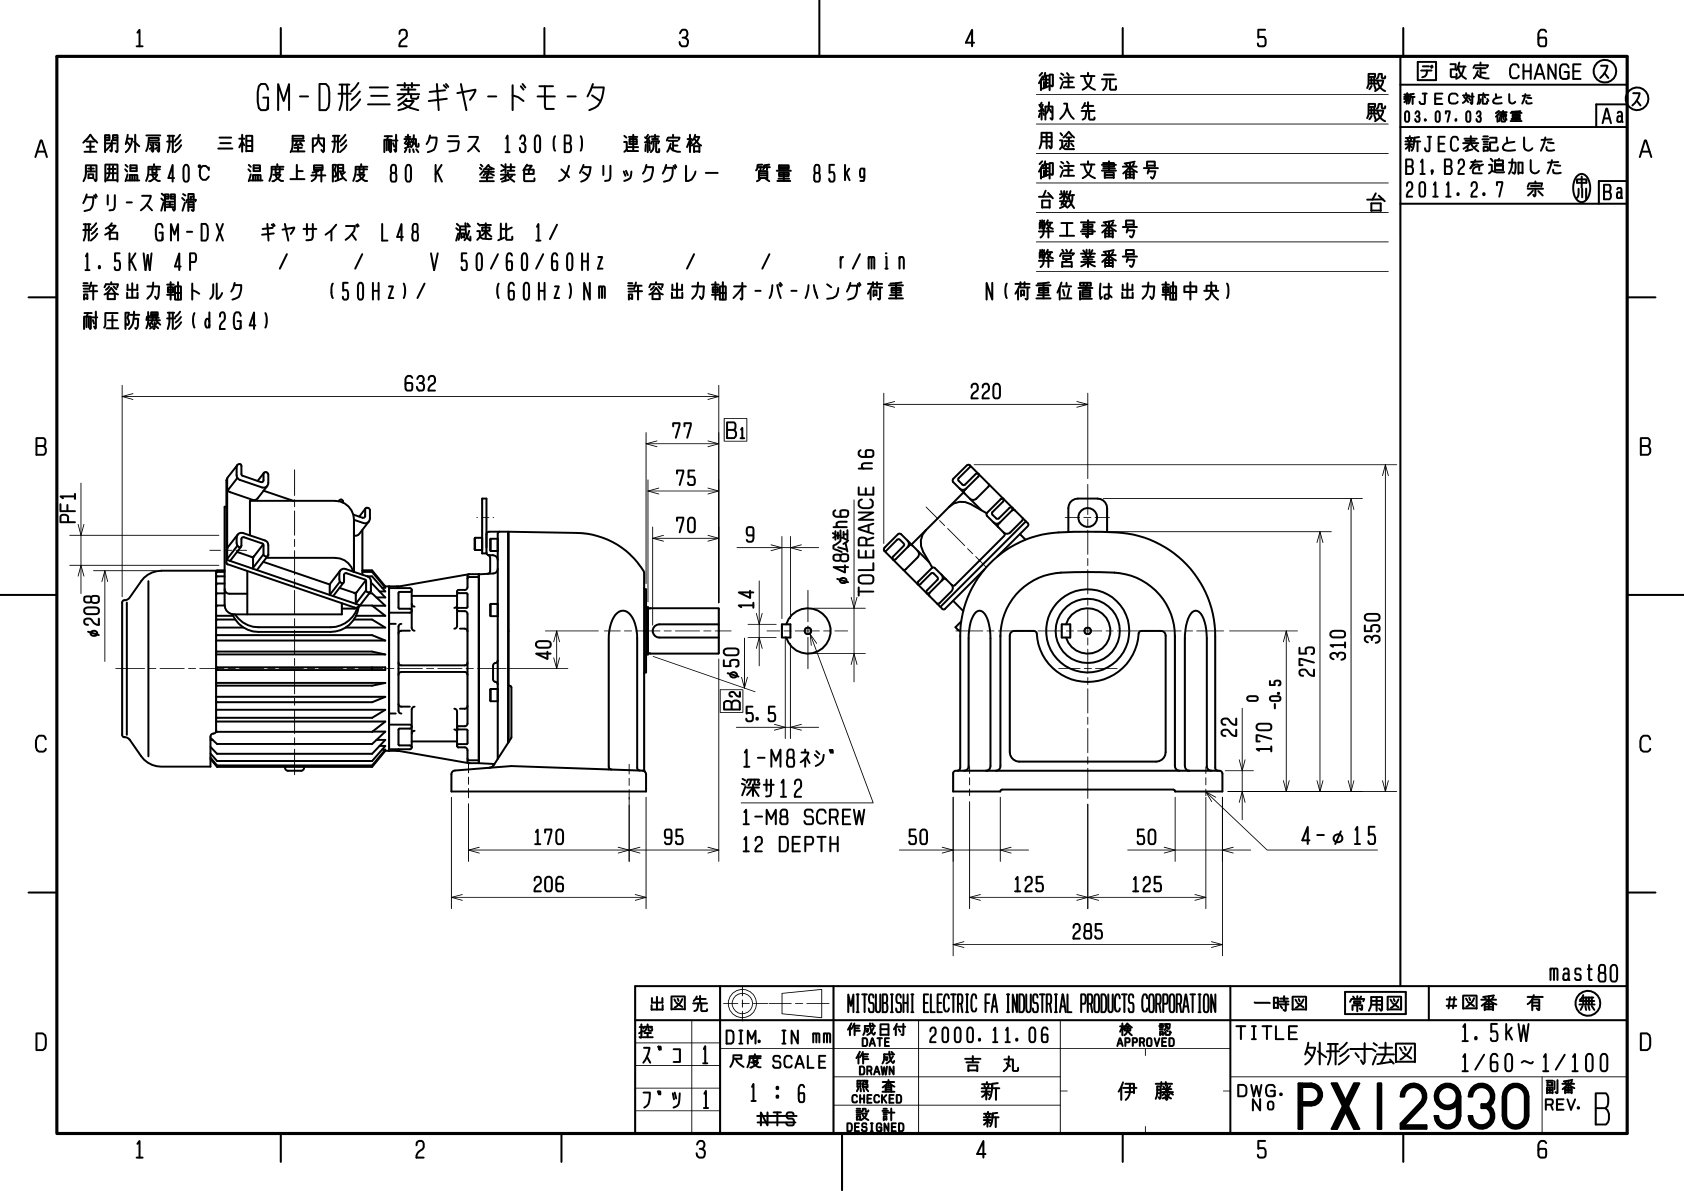 1 2 3 4 5 6
A
B
C
D
GM-D形三菱ギヤードモータ
全閉外扇形 三相 屋内形 耐熱クラス 130(B) 連続定格
周囲温度40℃ 温度上昇限度 80 K 塗装色 メタリックグレー 質量 85kg
グリース潤滑
形名 GM-DX ギヤサイズ L48 減速比 1/
1.5KW 4P / / V 50/60/60Hz / / r/min
許容出力軸トルク (50Hz)/ (60Hz)Nm 許容出力軸オーバーハング荷重 N(荷重位置は出力軸中央)
耐圧防爆形(d2G4)
御注文元 殿
納入先 殿
用途
御注文書番号
台数 台
弊工事番号
弊営業番号
デ 改定 CHANGE ス
新JEC対応とした ス
03.07.03 徳重 Aa
新JEC表記とした
B1,B2を追加した
2011.2.7 宗 Ba
A
B
C
D
632
77 B1
75
70
PF1
φ208
40
9
14
φ48公差h6
TOLERANCE h6
φ50
B2
5.5
1-M8ネジ
深サ12
1-M8 SCREW
12 DEPTH
170 95
206
220
350
310
275
170 0 -0.5
22
50 50
4-φ15
125 125
285
mast80
出図先
控
ズコ 1
ブツ 1
DIM. IN mm
尺度 SCALE
1 : 6
NTS
MITSUBISHI ELECTRIC FA INDUSTRIAL PRODUCTS CORPORATION
作成日付 DATE 2000.11.06
検認 APPROVED
作成 DRAWN 吉丸
照査 CHECKED 新
伊藤
設計 DESIGNED 新
一時図 常用図 #図番 有 無
TITLE 1.5kW
外形寸法図 1/60~1/100
DWG. No PX12930 副番 REV. B
1 2 3 4 5 6